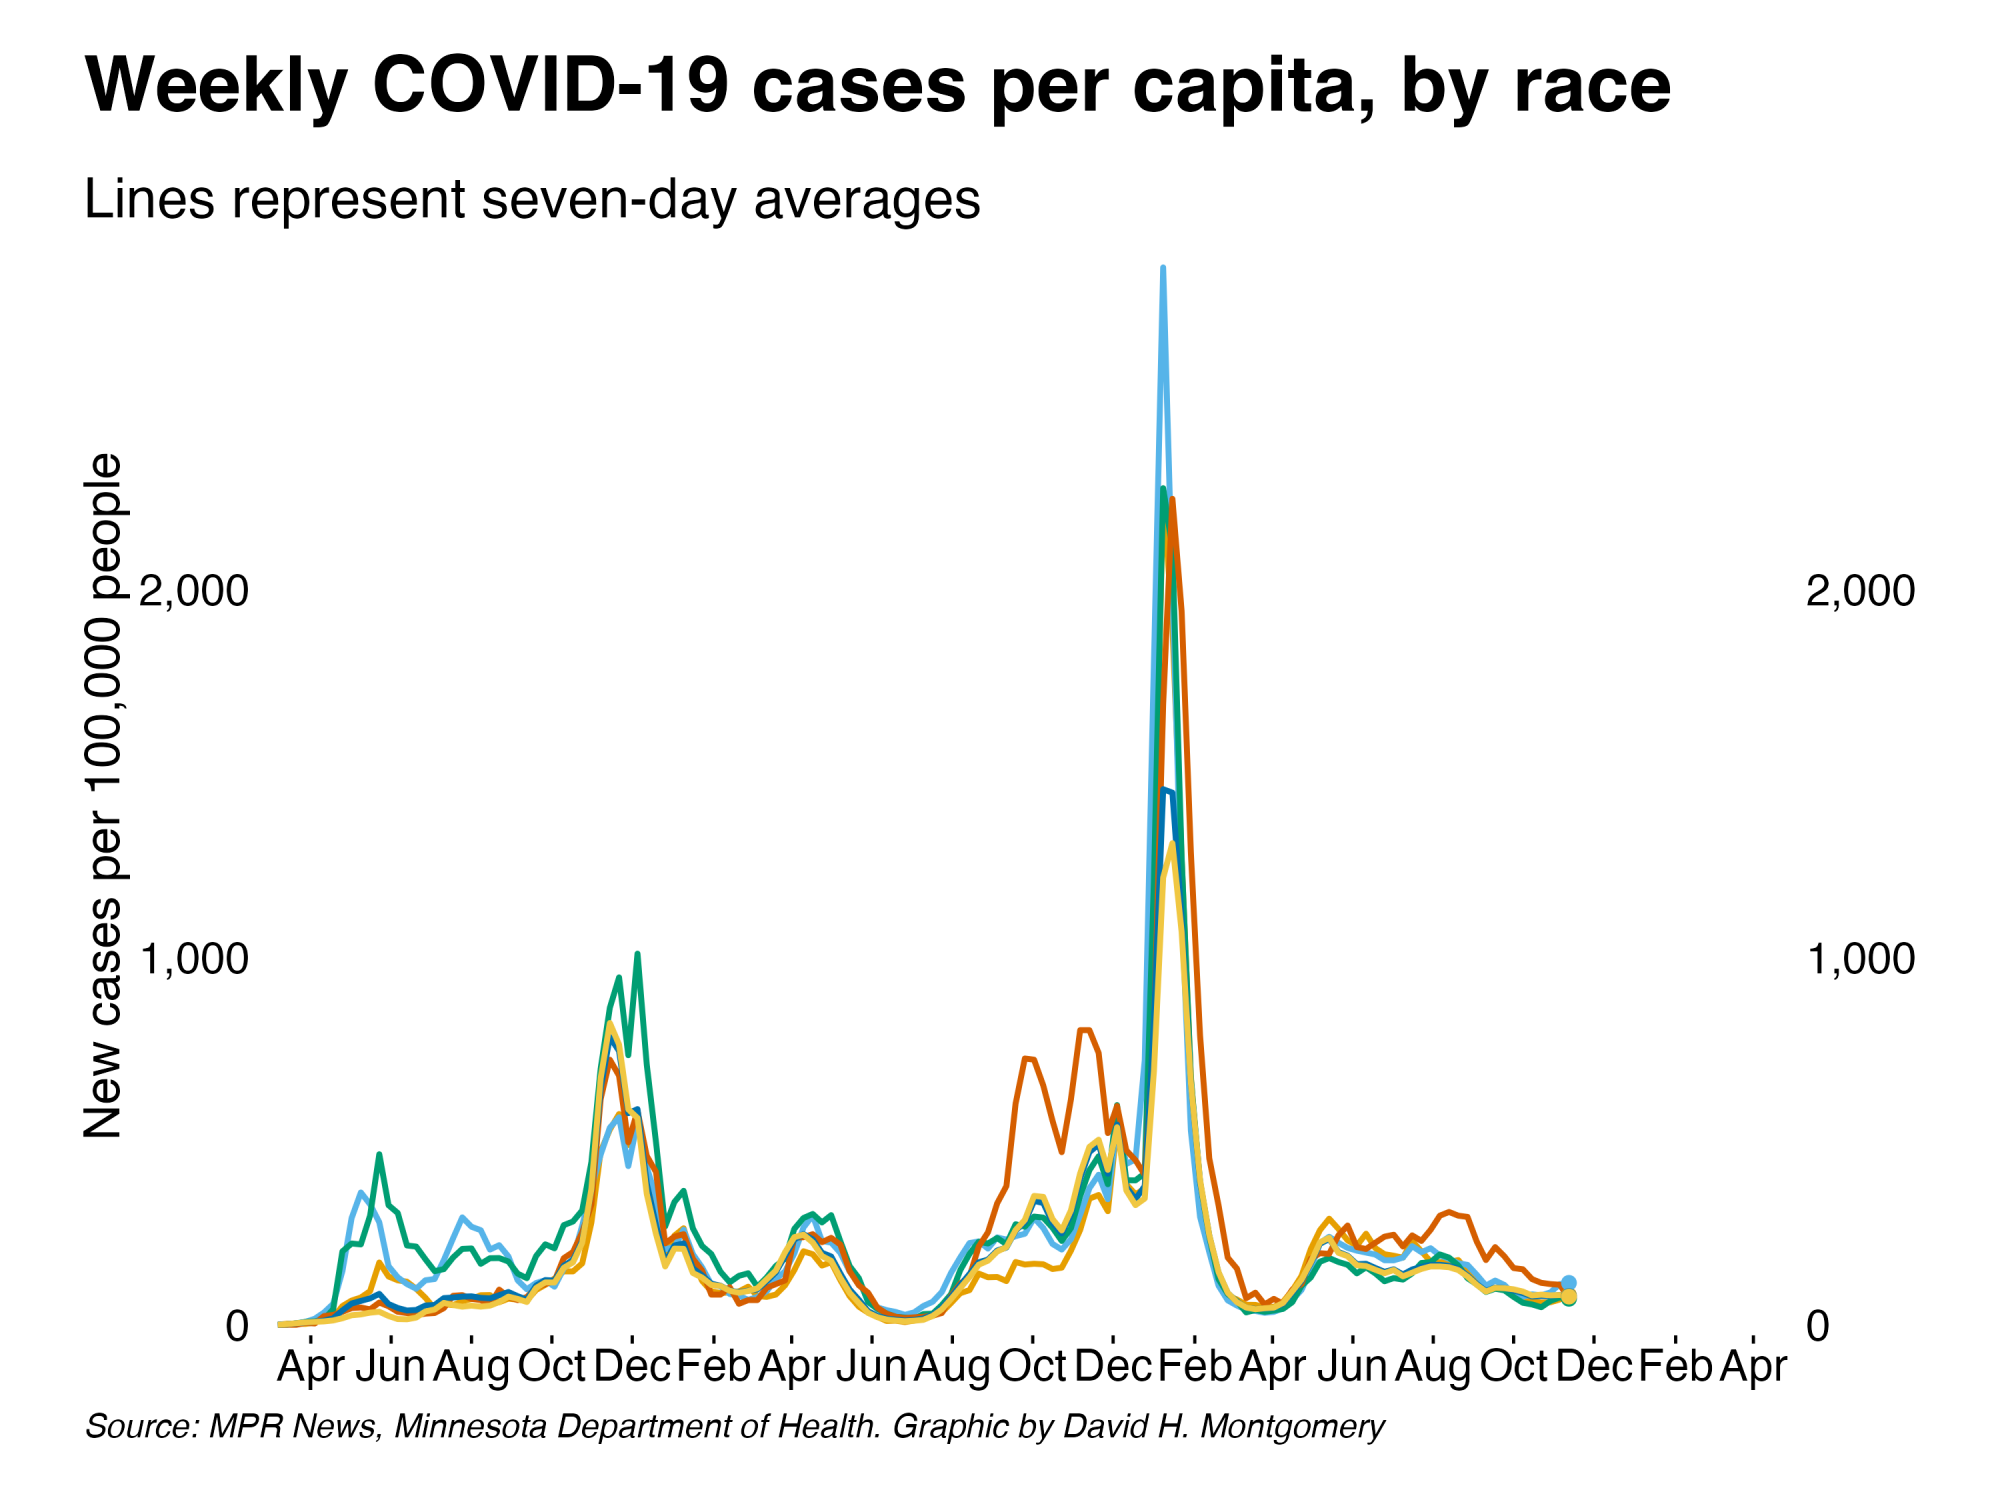 Weekly COVID-19 cases per capita, by race
Lines represent seven-day averages
New cases per 100,000 people
2,000
2,000
1,000
1,000
0
0
Apr Jun Aug Oct Dec Feb Apr Jun Aug Oct Dec Feb Apr Jun Aug Oct Dec Feb Apr
Source: MPR News, Minnesota Department of Health. Graphic by David H. Montgomery